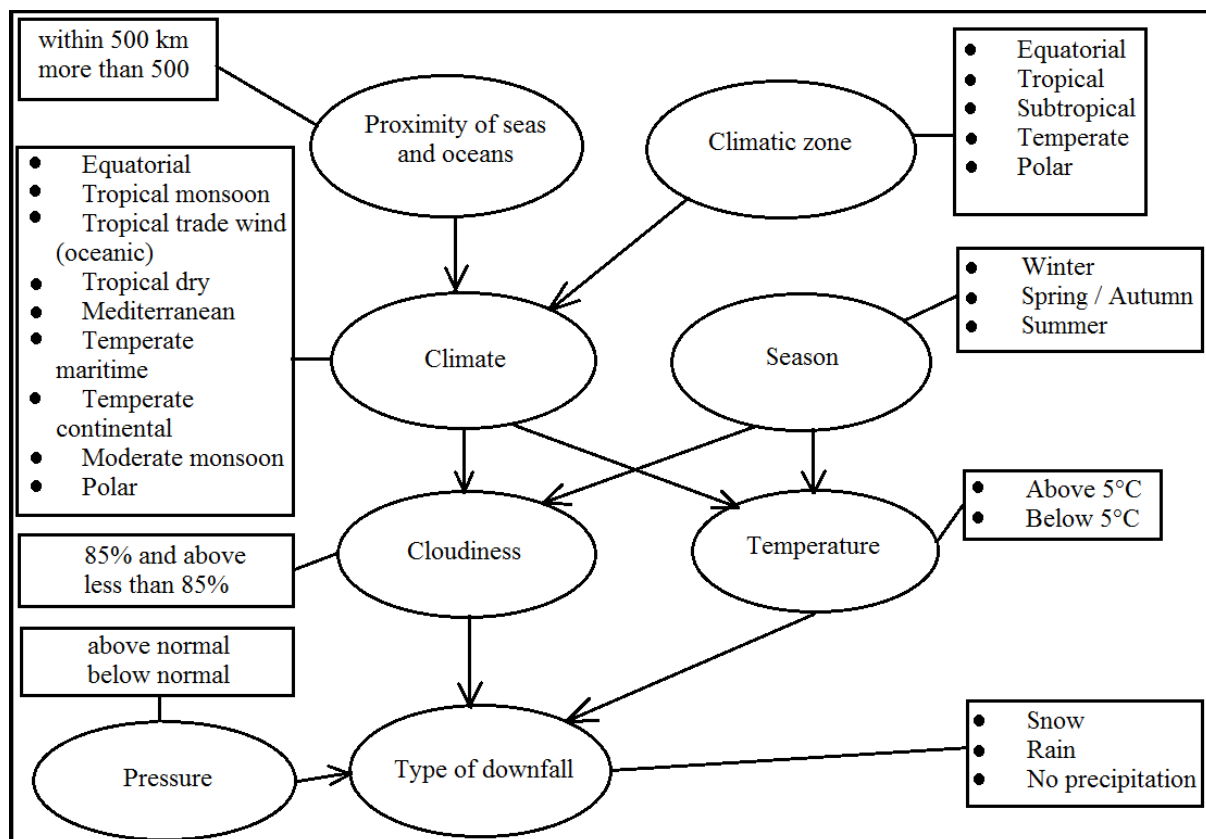 within 500 km
more than 500
Proximity of seas
and oceans
Climatic zone
● Equatorial
● Tropical
● Subtropical
● Temperate
● Polar
● Equatorial
● Tropical monsoon
● Tropical trade wind
(oceanic)
● Tropical dry
● Mediterranean
● Temperate
maritime
● Temperate
continental
● Moderate monsoon
● Polar
Climate
Season
● Winter
● Spring / Autumn
● Summer
85% and above
less than 85%
Cloudiness
Temperature
● Above 5°C
● Below 5°C
above normal
below normal
Pressure
Type of downfall
● Snow
● Rain
● No precipitation